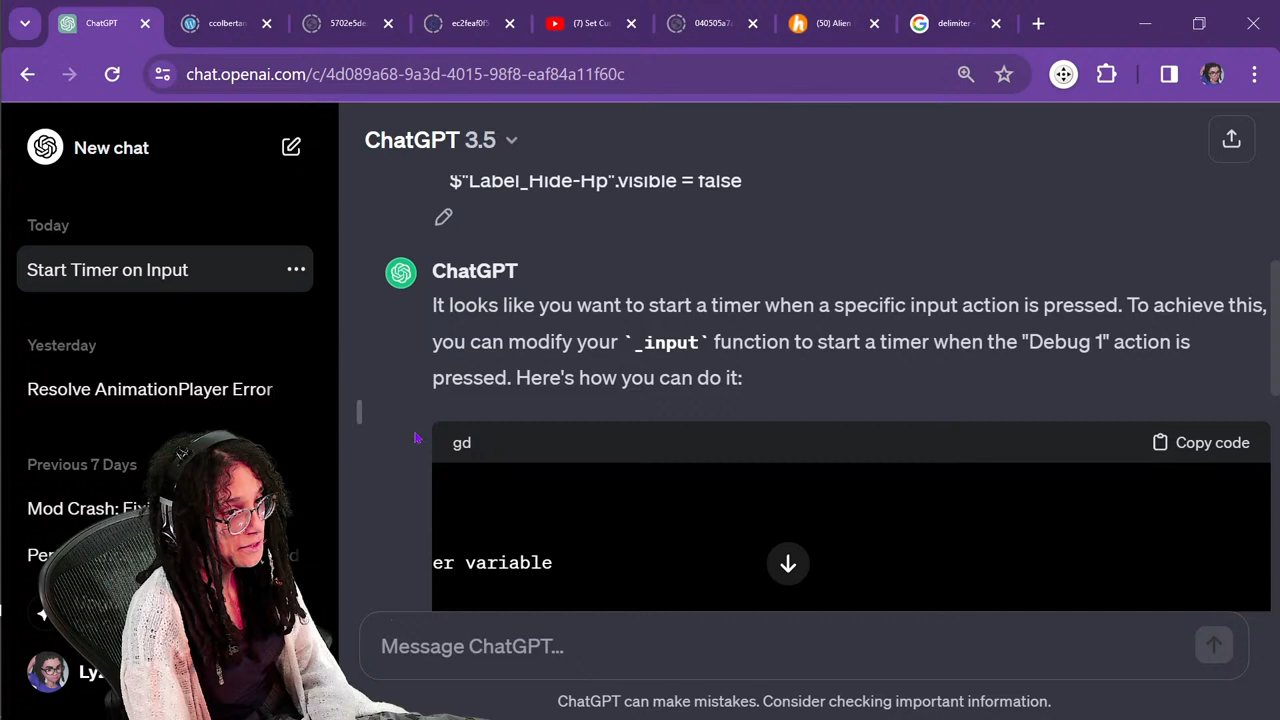 ChatGPT
ccolbertan
5702e5de.
ec2feaf0f5
(7) Set Cu
040505a7
(50) Alien
delimiter -
chat.openai.com/c/4d089a68-9a3d-4015-98f8-eaf84a11f60c
New chat
ChatGPT 3.5
Today
Start Timer on Input
Yesterday
Resolve AnimationPlayer Error
Previous 7 Days
Mod Crash: Fixi
Per
Ly
$"Label_Hide-Hp".visible = false
ChatGPT
It looks like you want to start a timer when a specific input action is pressed. To achieve this,
you can modify your `_input` function to start a timer when the "Debug 1" action is
pressed. Here's how you can do it:
gd
Copy code
er variable
Message ChatGPT...
ChatGPT can make mistakes. Consider checking important information.